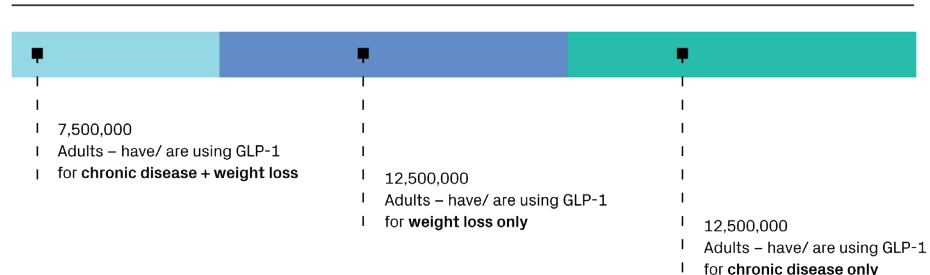 7,500,000
Adults – have/ are using GLP-1
for chronic disease + weight loss
12,500,000
Adults – have/ are using GLP-1
for weight loss only
12,500,000
Adults – have/ are using GLP-1
for chronic disease only